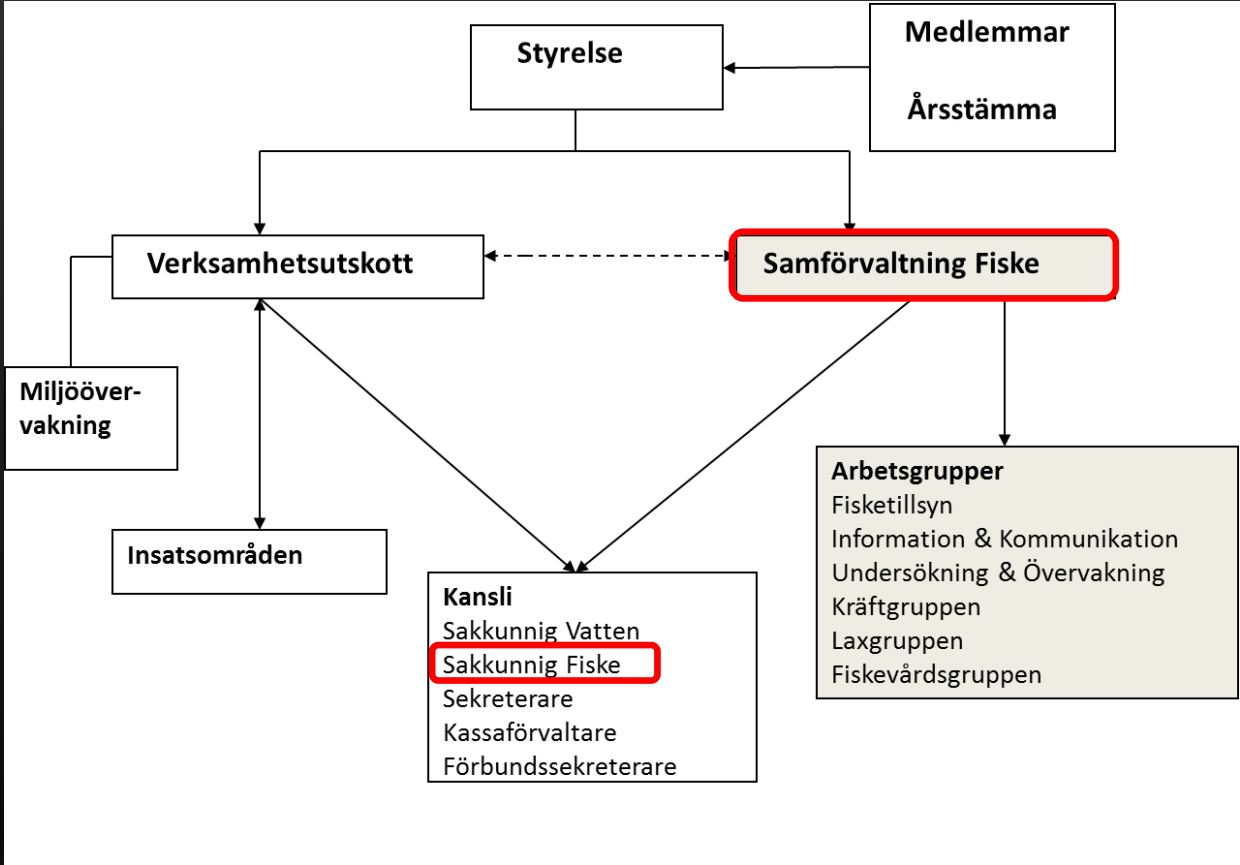 Styrelse
Medlemmar
Årsstämma
Verksamhetsutskott
Samförvaltning Fiske
Miljööver-
vakning
Insatsområden
Kansli
Sakkunnig Vatten
Sakkunnig Fiske
Sekreterare
Kassaförvaltare
Förbundssekreterare
Arbetsgrupper
Fisketillsyn
Information & Kommunikation
Undersökning & Övervakning
Kräftgruppen
Laxgruppen
Fiskevårdsgruppen